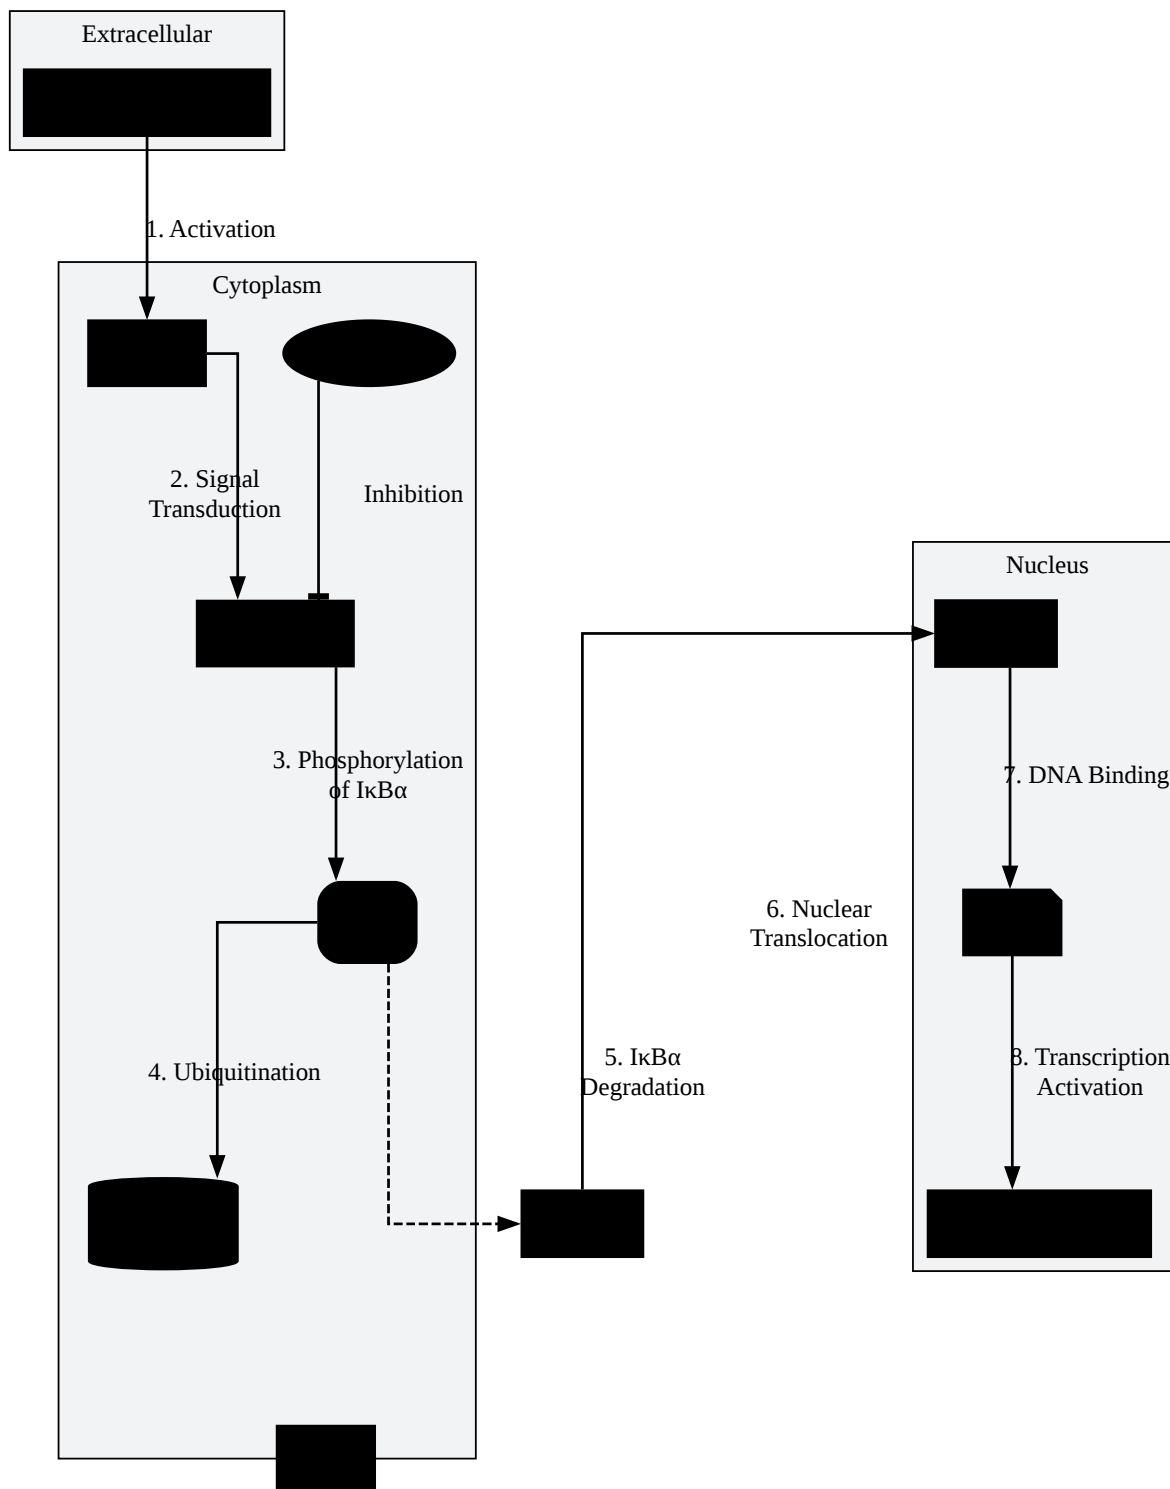 Extracellular
1. Activation
Cytoplasm
2. Signal
Transduction
Inhibition
Nucleus
3. Phosphorylation
of IκBα
7. DNA Binding
6. Nuclear
Translocation
4. Ubiquitination
5. IκBα
Degradation
8. Transcription
Activation